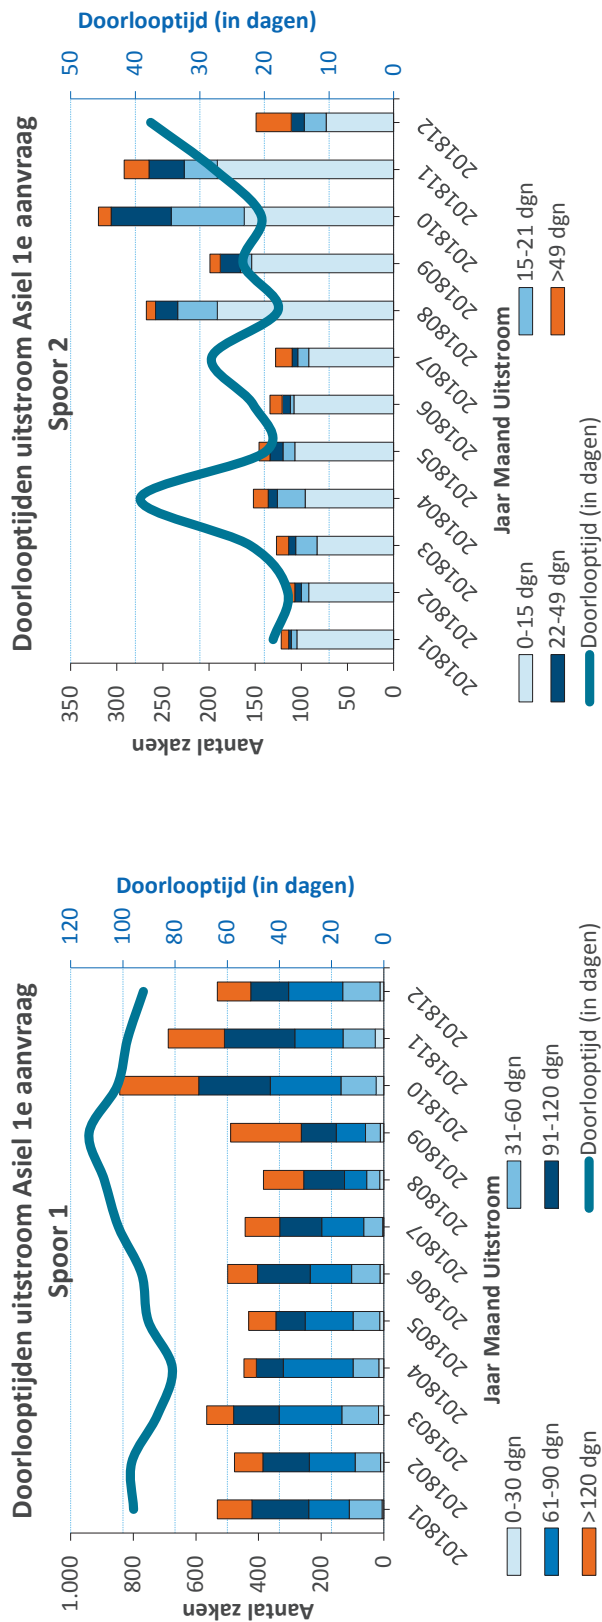 Doorlooptijden uitstroom Asiel 1e aanvraag
Spoor 1
Aantal zaken
1.000
800
600
400
200
0
Doorlooptijd (in dagen)
120
100
80
60
40
20
0
201801
201802
201803
201804
201805
201806
201807
201808
201809
201810
201811
201812
Jaar Maand Uitstroom
0-30 dgn
31-60 dgn
61-90 dgn
91-120 dgn
>120 dgn
Doorlooptijd (in dagen)
Doorlooptijden uitstroom Asiel 1e aanvraag
Spoor 2
Aantal zaken
350
300
250
200
150
100
50
0
Doorlooptijd (in dagen)
50
40
30
20
10
0
201801
201802
201803
201804
201805
201806
201807
201808
201809
201810
201811
201812
Jaar Maand Uitstroom
0-15 dgn
15-21 dgn
22-49 dgn
>49 dgn
Doorlooptijd (in dagen)